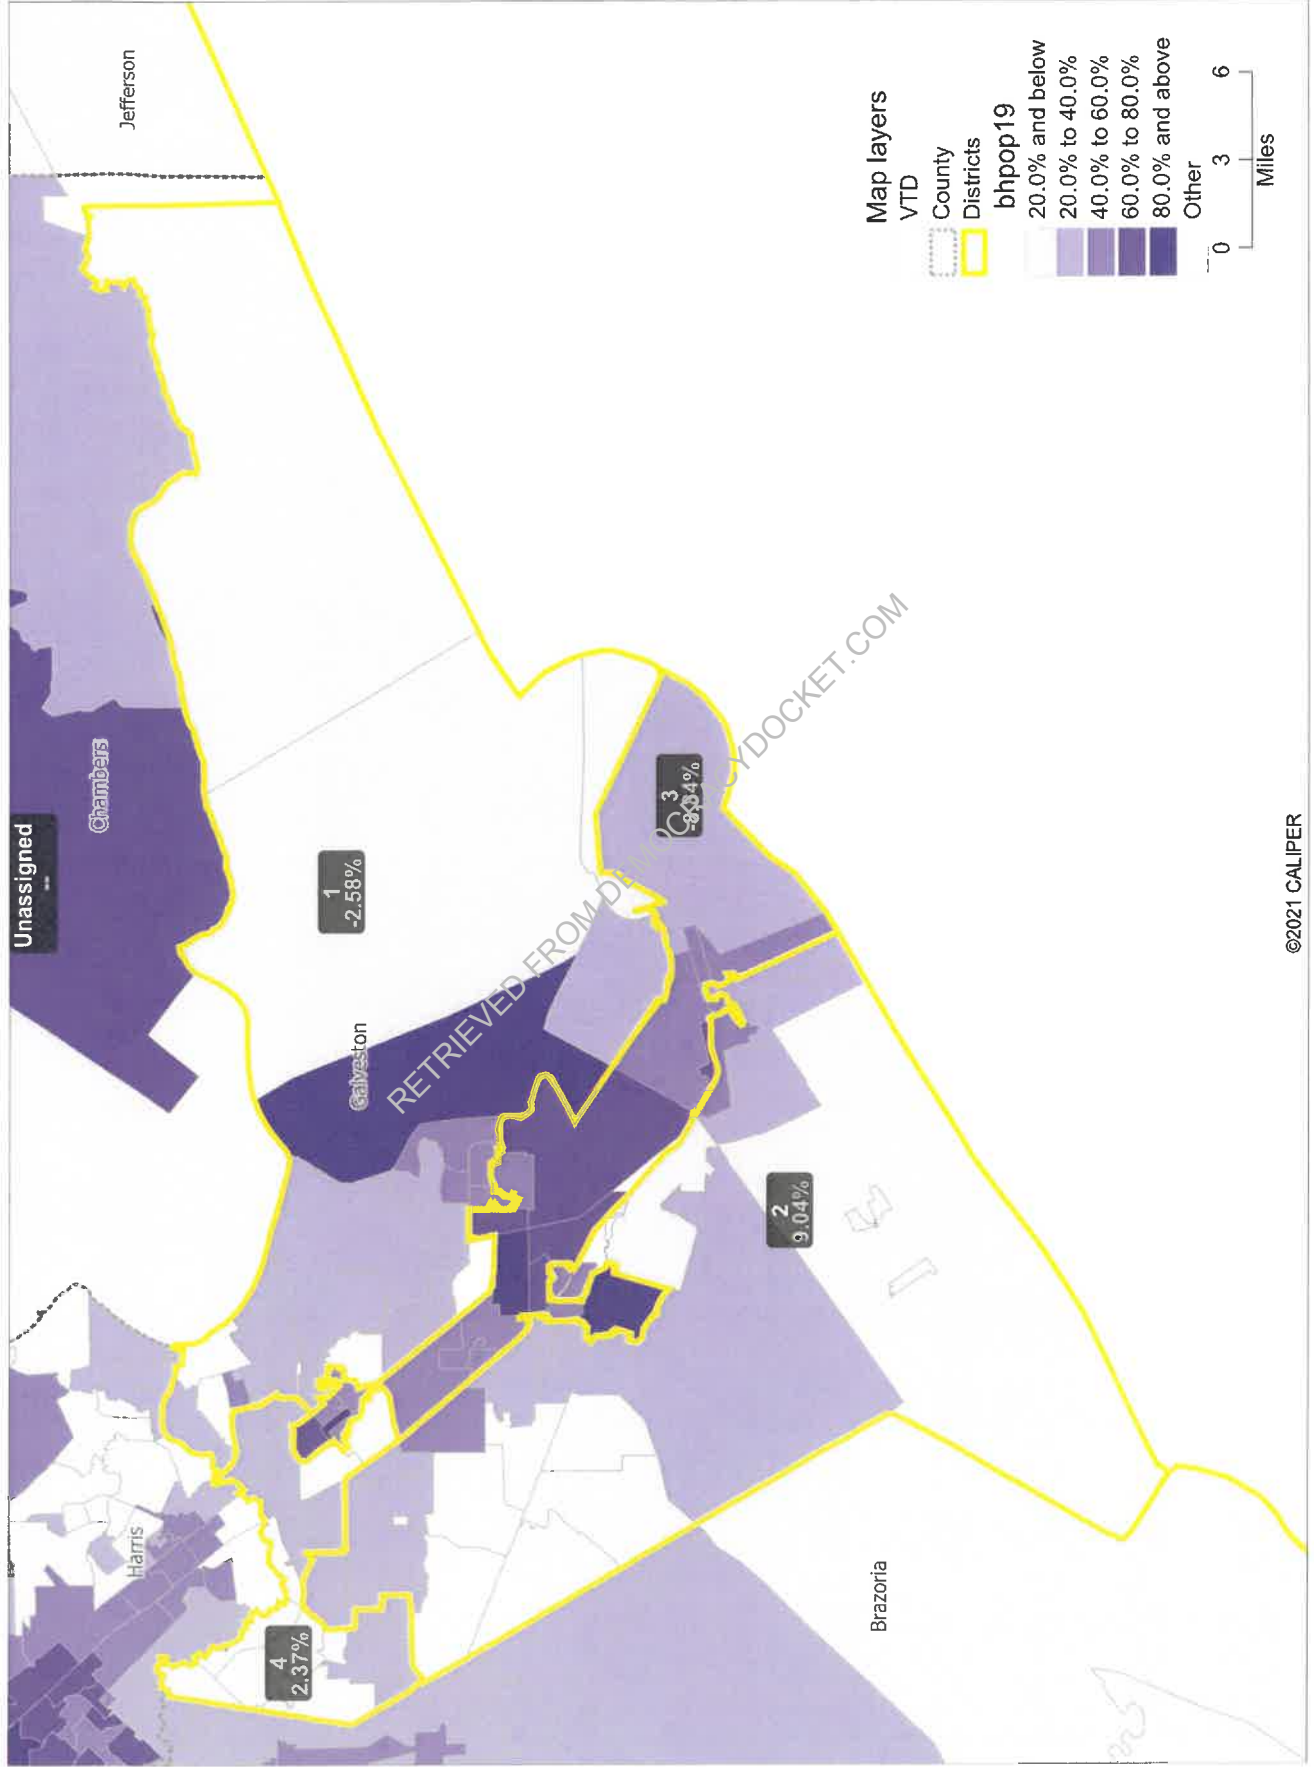 Jefferson
Unassigned
--
Chambers
1
-2.58%
Galveston
3
2
9.04%
Harris
4
2.37%
Brazoria
Map layers
VTD
County
Districts
bhpop19
20.0% and below
20.0% to 40.0%
40.0% to 60.0%
60.0% to 80.0%
80.0% and above
Other
0 3 6
Miles
RETRIEVED FROM DEMOCRACYDOCKET.COM
©2021 CALIPER